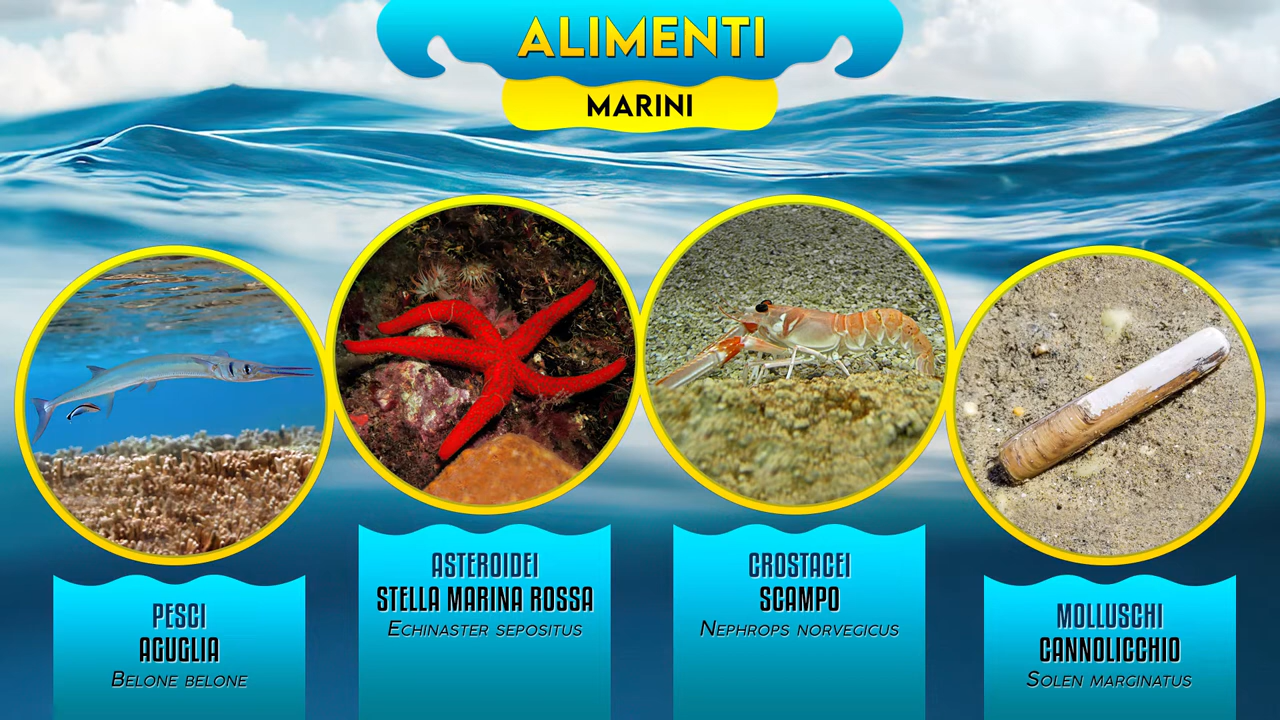 ALIMENTI
MARINI
PESCI
AGUGLIA
BELONE BELONE
ASTEROIDEI
STELLA MARINA ROSSA
ECHINASTER SEPOSITUS
CROSTACEI
SCAMPO
NEPHROPS NORVEGICUS
MOLLUSCHI
CANNOLICCHIO
SOLEN MARGINATUS